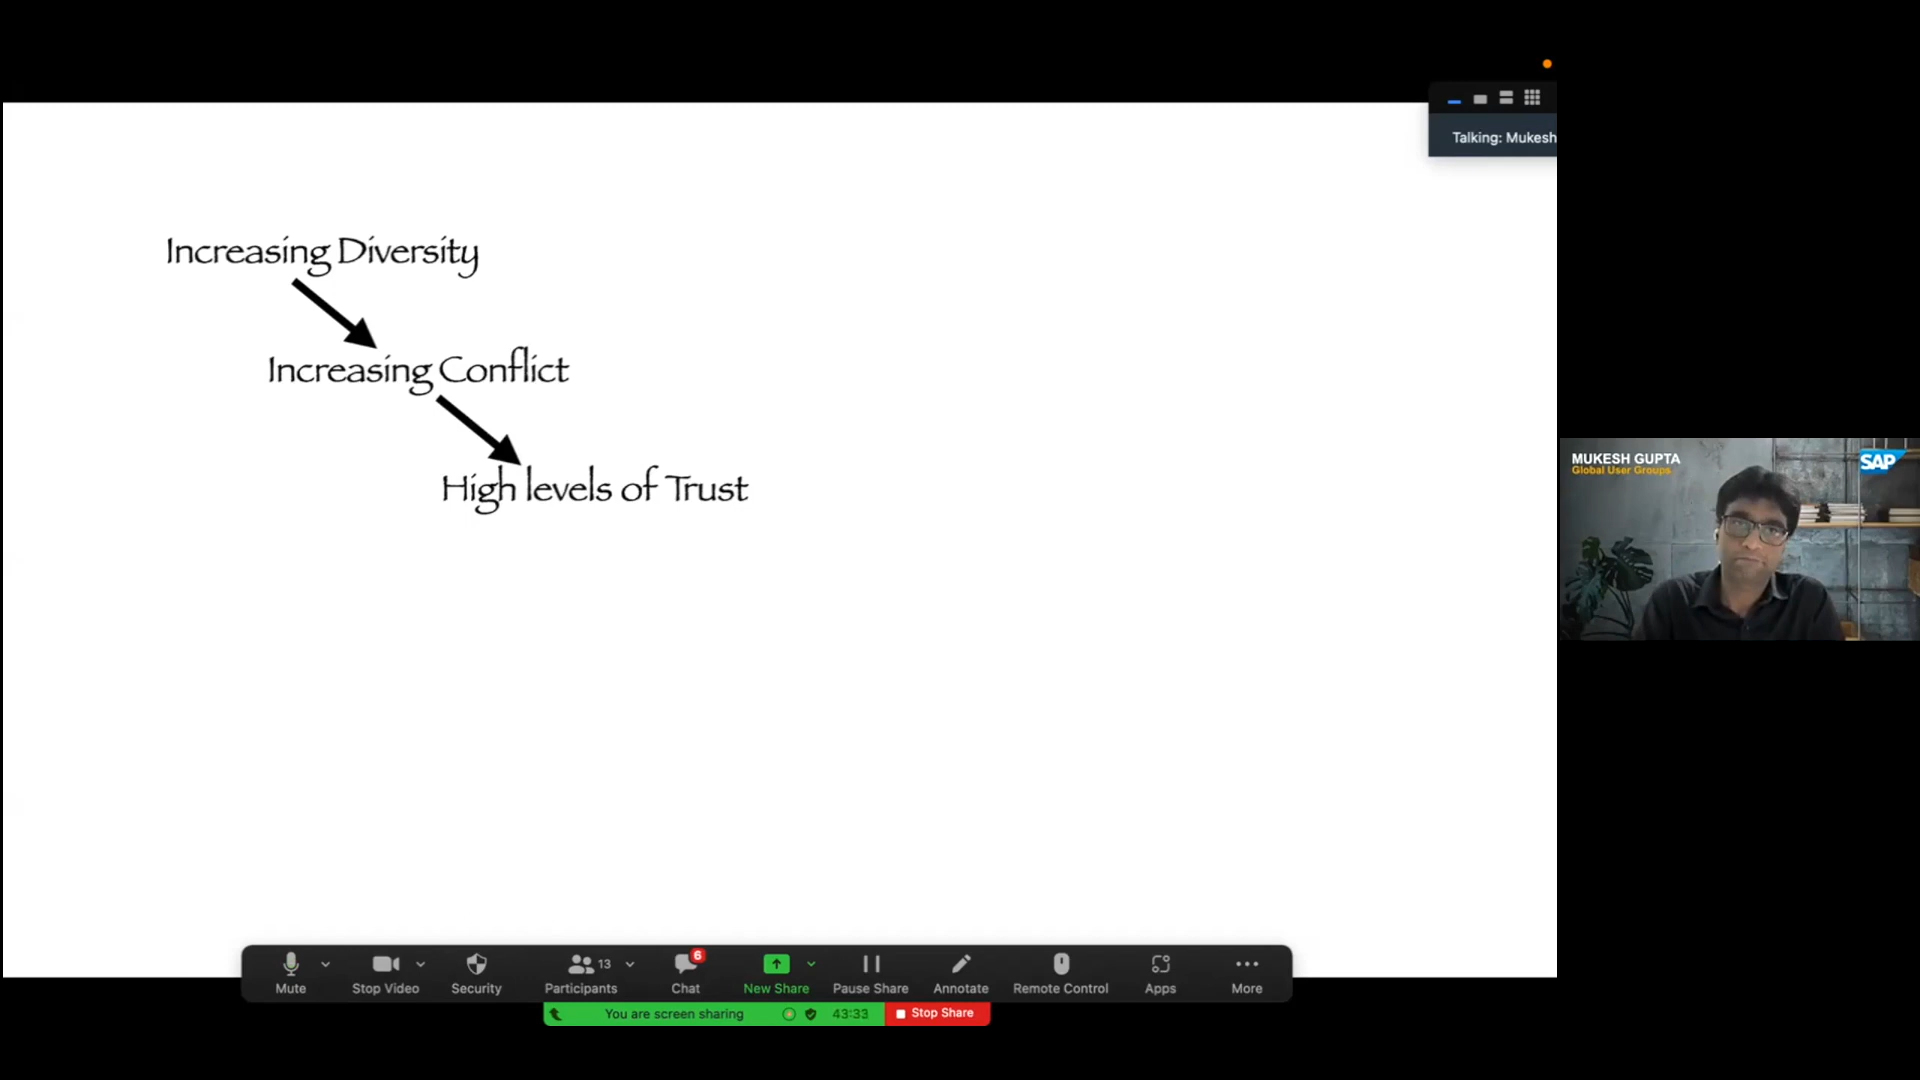 Talking: Mukesh
Increasing Diversity
Increasing Conflict
High levels of Trust
MUKESH GUPTA
Global User Groups
SAP
13
6
Mute
Stop Video
Security
Participants
Chat
New Share
Pause Share
Annotate
Remote Control
Apps
More
You are screen sharing
43:33
Stop Share